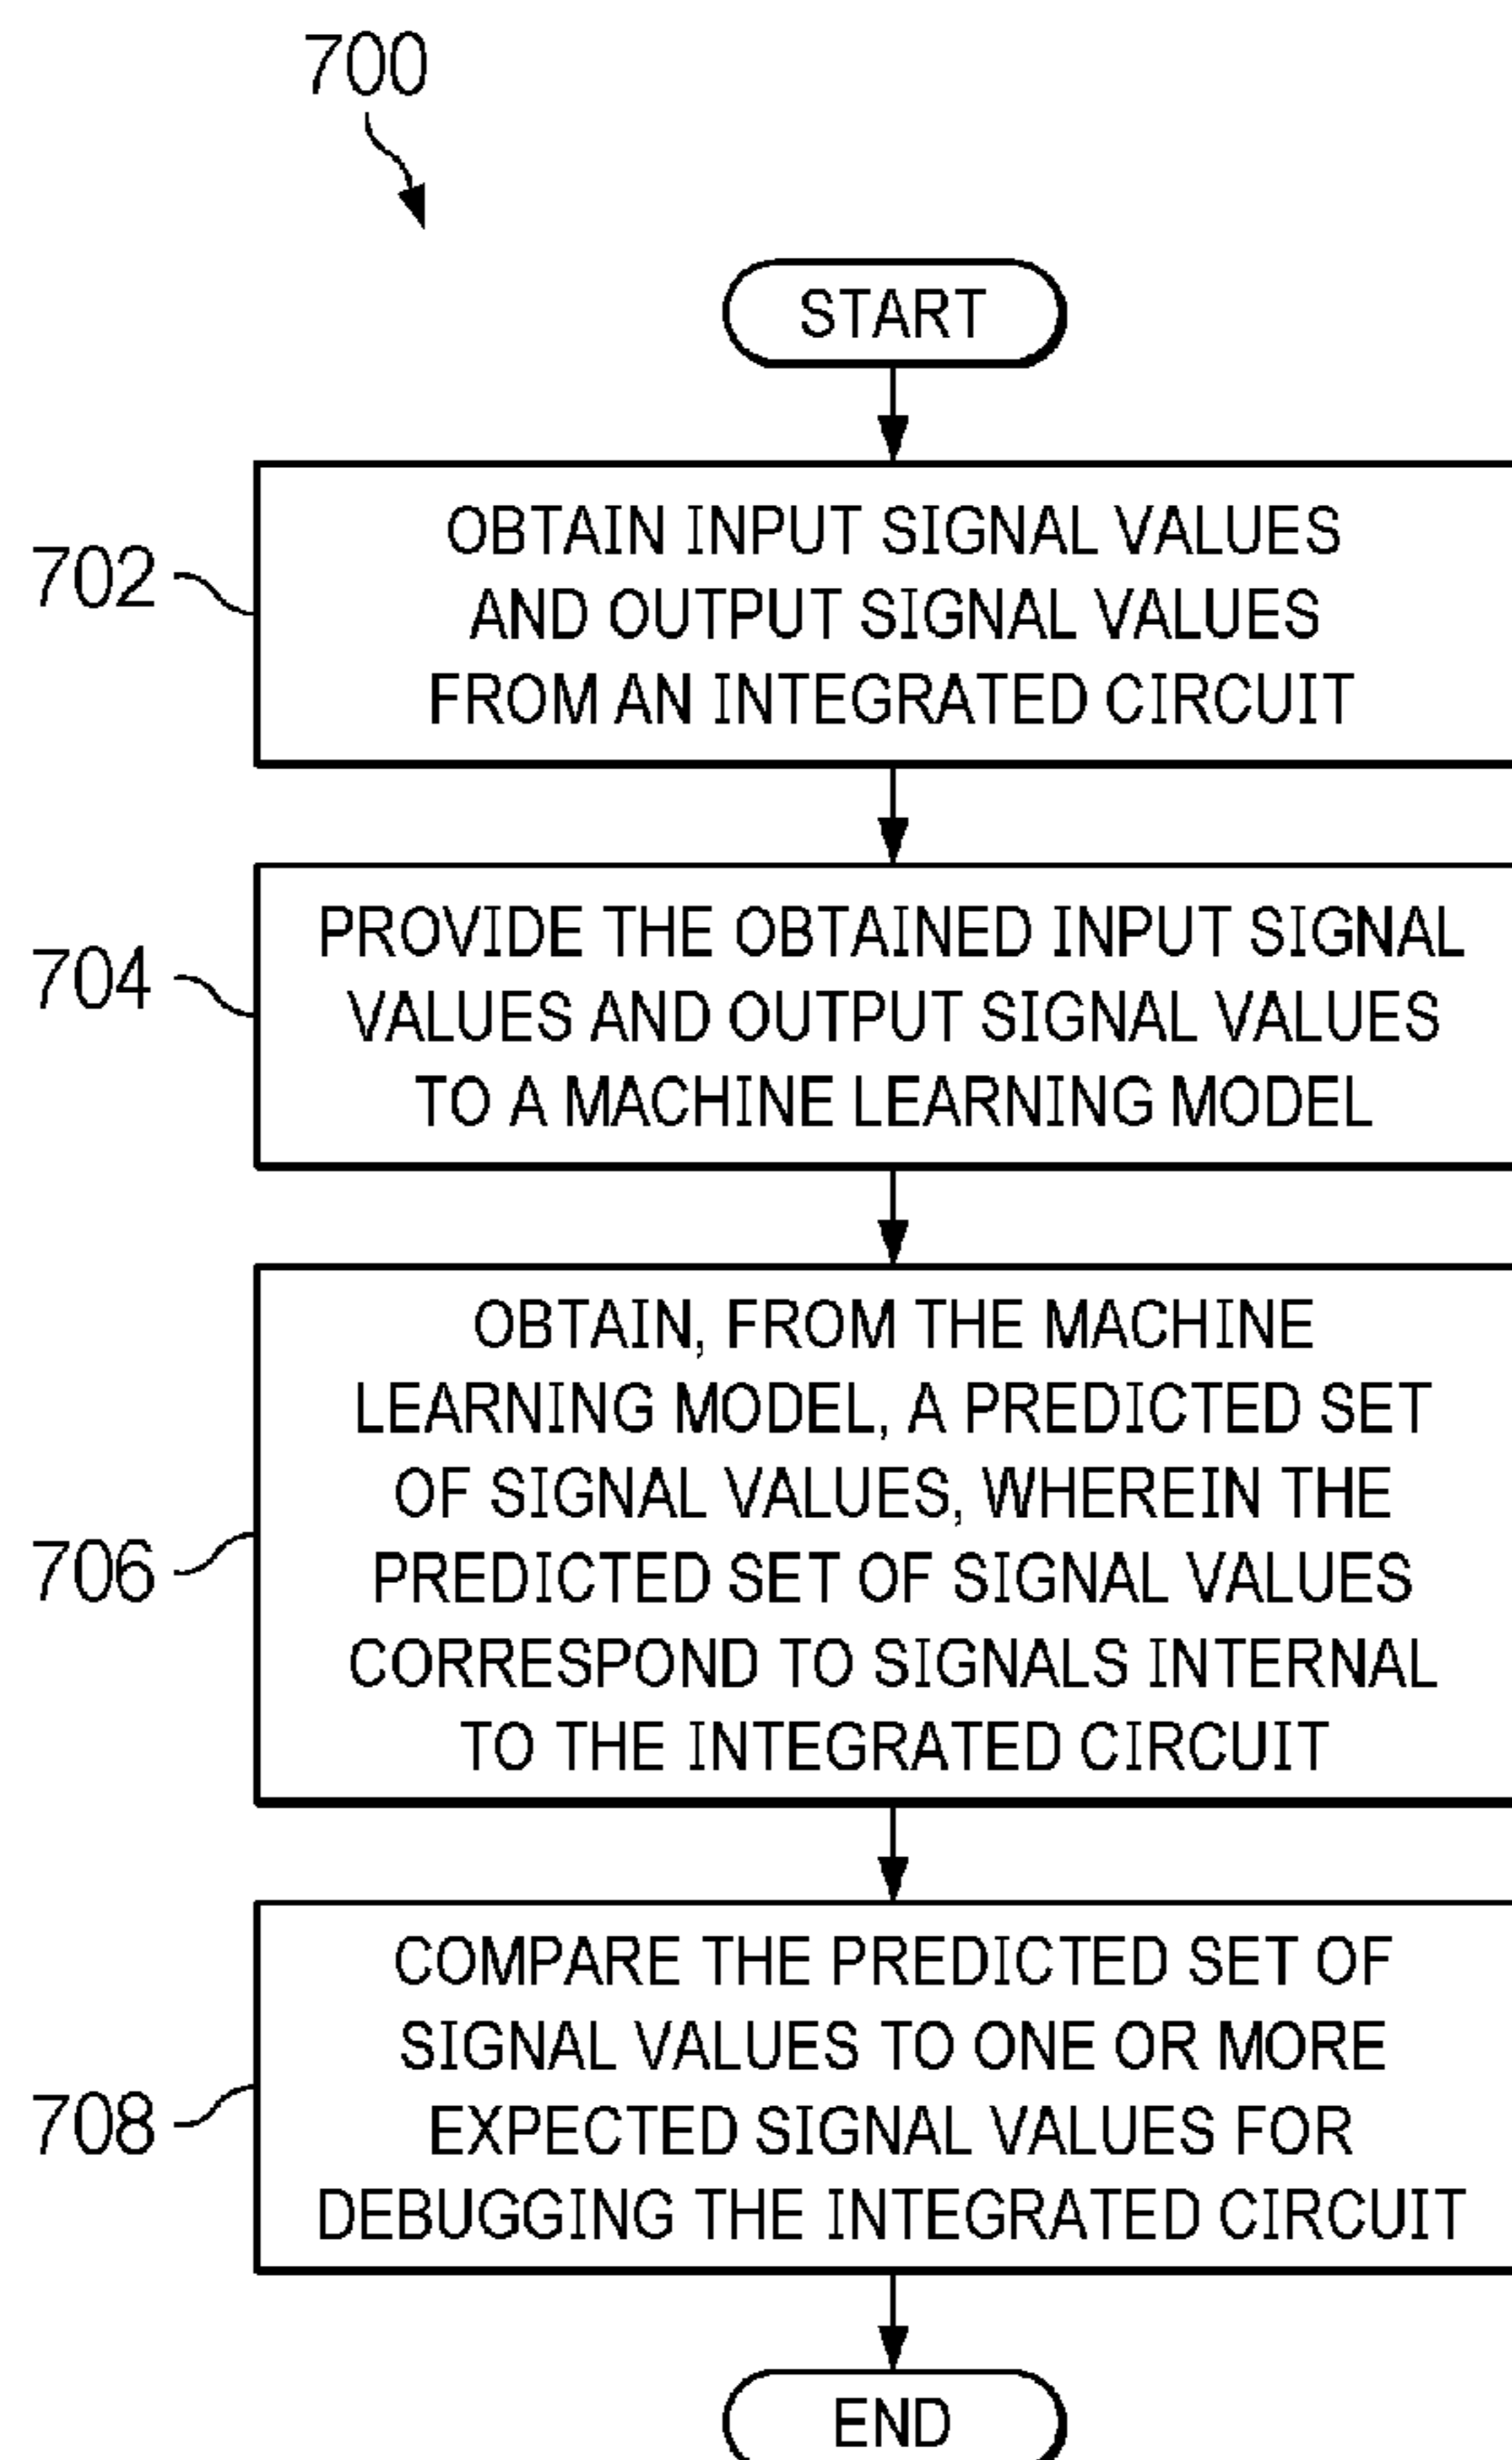 700
START
702
OBTAIN INPUT SIGNAL VALUES
AND OUTPUT SIGNAL VALUES
FROM AN INTEGRATED CIRCUIT
704
PROVIDE THE OBTAINED INPUT SIGNAL
VALUES AND OUTPUT SIGNAL VALUES
TO A MACHINE LEARNING MODEL
706
OBTAIN, FROM THE MACHINE
LEARNING MODEL, A PREDICTED SET
OF SIGNAL VALUES, WHEREIN THE
PREDICTED SET OF SIGNAL VALUES
CORRESPOND TO SIGNALS INTERNAL
TO THE INTEGRATED CIRCUIT
708
COMPARE THE PREDICTED SET OF
SIGNAL VALUES TO ONE OR MORE
EXPECTED SIGNAL VALUES FOR
DEBUGGING THE INTEGRATED CIRCUIT
END